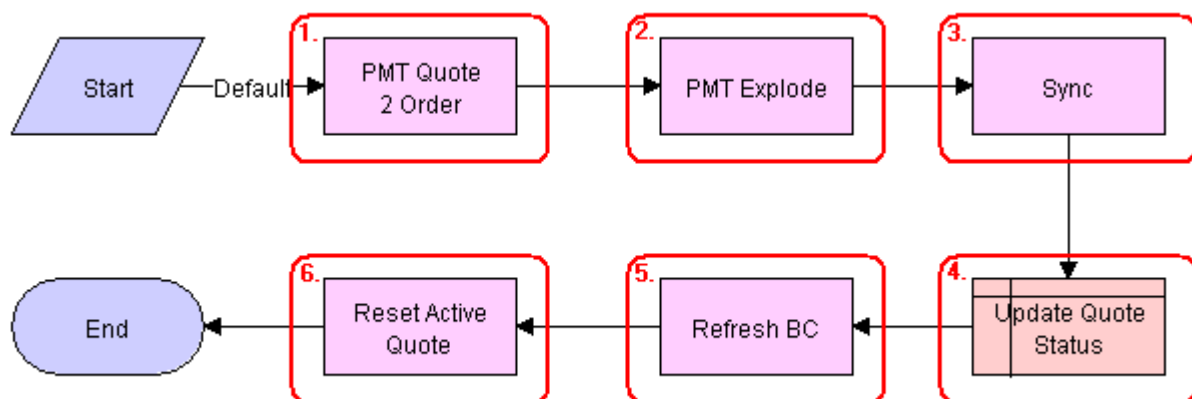 1.
2.
3.
Start
Default
PMT Quote
2 Order
PMT Explode
Sync
6.
5.
4.
End
Reset Active
Quote
Refresh BC
Update Quote
Status